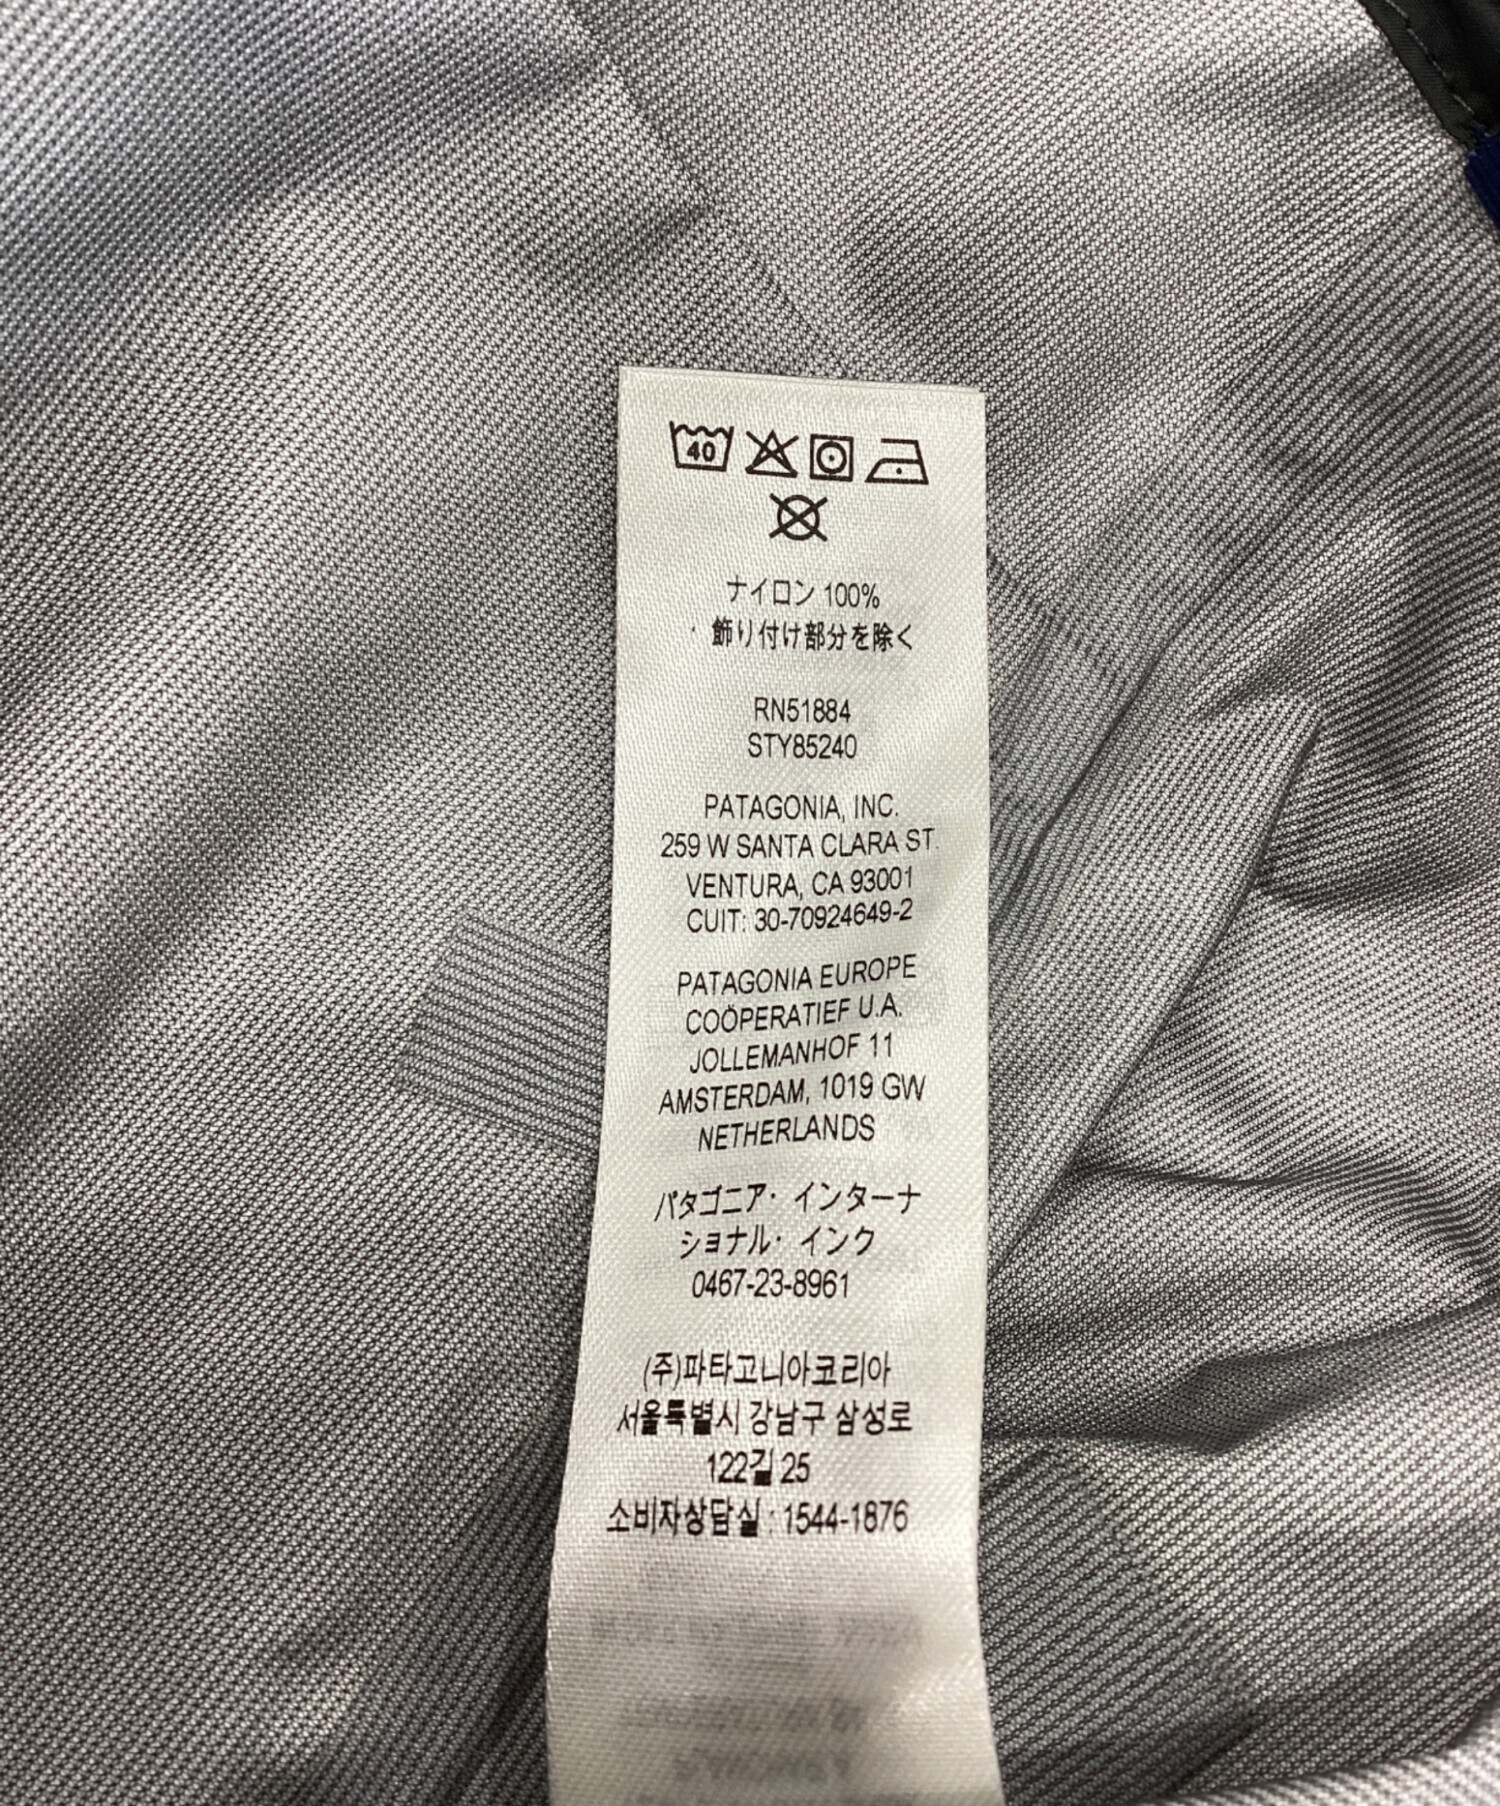 40
ナイロン 100%
・飾り付け部分を除く
RN51884
STY85240
PATAGONIA, INC.
259 W SANTA CLARA ST.
VENTURA, CA 93001
CUIT: 30-70924649-2
PATAGONIA EUROPE
COÖPERATIEF U.A.
JOLLEMANHOF 11
AMSTERDAM, 1019 GW
NETHERLANDS
パタゴニア・インターナ
ショナル・インク
0467-23-8961
(주)파타고니아코리아
서울특별시 강남구 삼성로
122길 25
소비자상담실 : 1544-1876